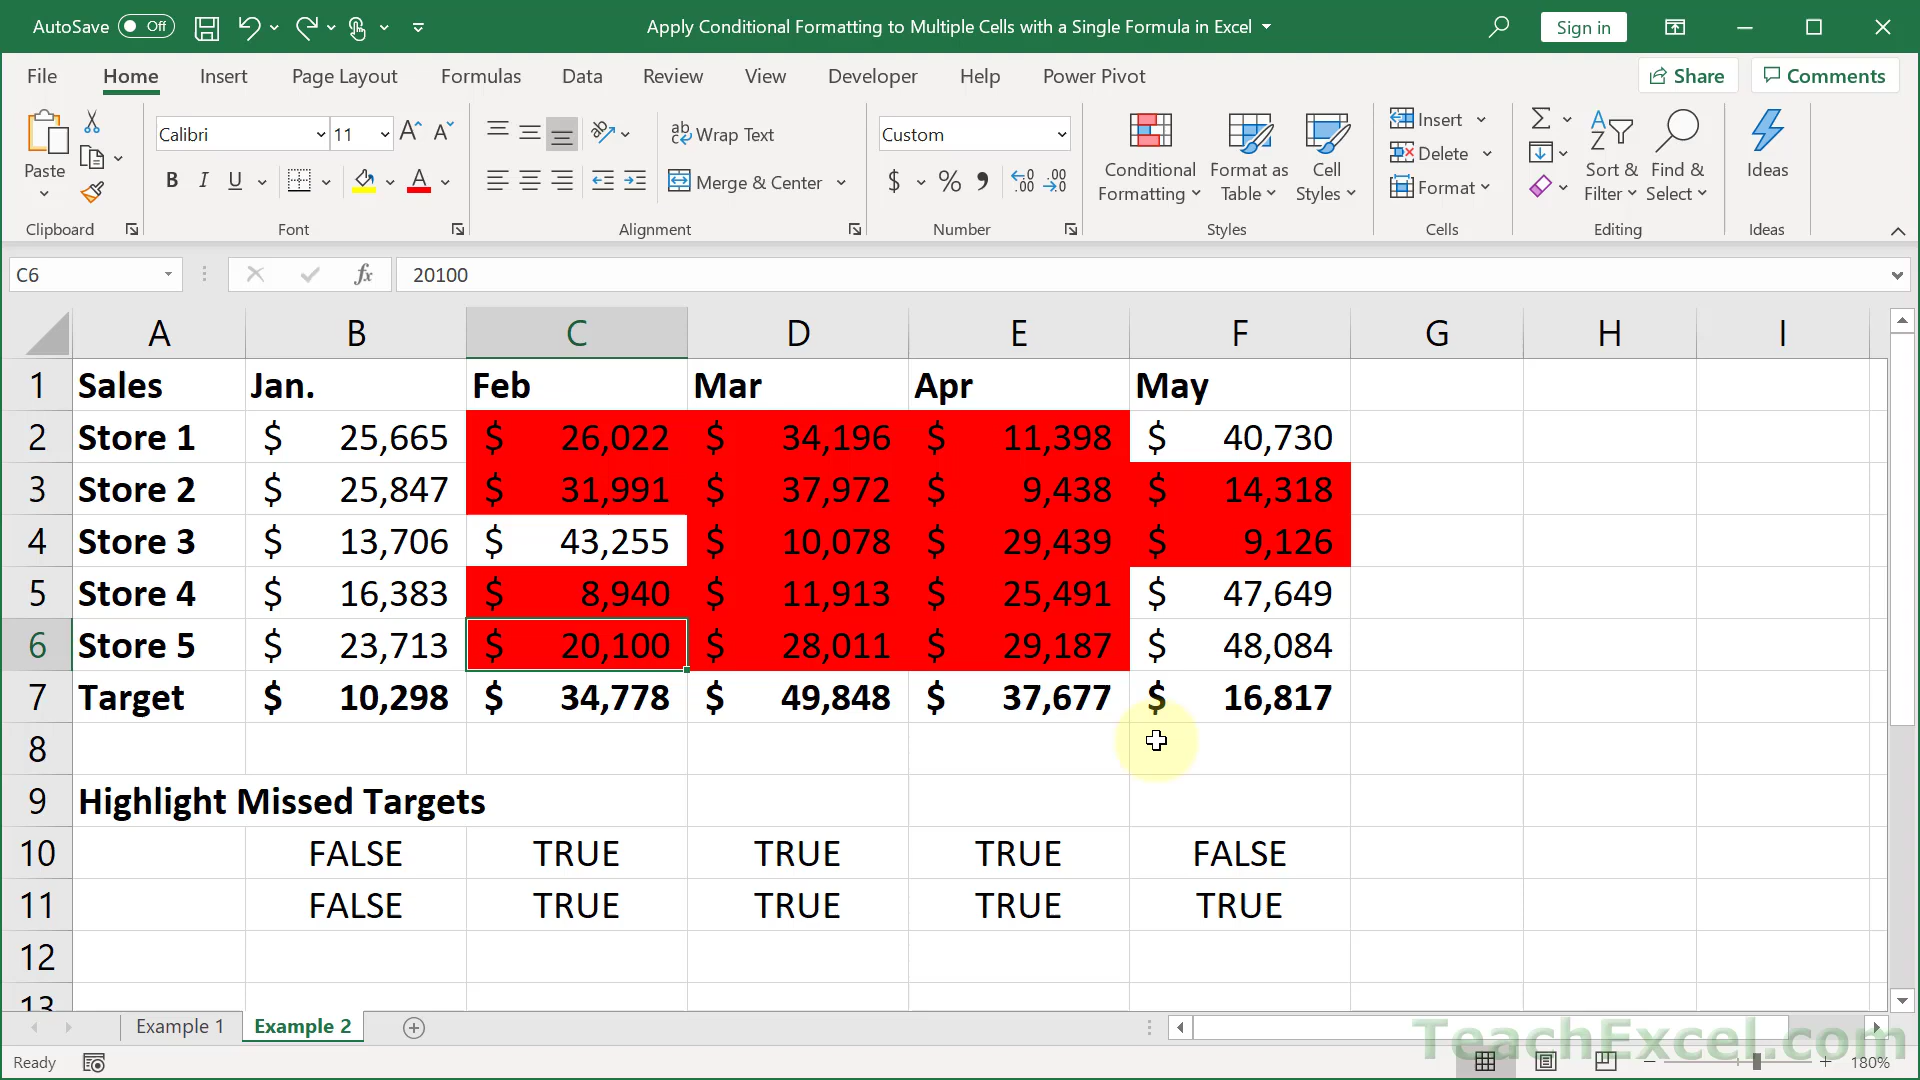 AutoSave Off Apply Conditional Formatting to Multiple Cells with a Single Formula in Excel Sign in
File Home Insert Page Layout Formulas Data Review View Developer Help Power Pivot Share Comments
Paste
Clipboard
Calibri 11
B I U
Font
ab Wrap Text
Merge & Center
Alignment
Custom
$ % .00 .00
Number
Conditional Formatting
Format as Table
Cell Styles
Styles
Insert
Delete
Format
Cells
Sort & Filter
Find & Select
Editing
Ideas
Ideas
C6 fx 20100
A B C D E F G H I
1 Sales Jan. Feb Mar Apr May
2 Store 1 $ 25,665 $ 26,022 $ 34,196 $ 11,398 $ 40,730
3 Store 2 $ 25,847 $ 31,991 $ 37,972 $ 9,438 $ 14,318
4 Store 3 $ 13,706 $ 43,255 $ 10,078 $ 29,439 $ 9,126
5 Store 4 $ 16,383 $ 8,940 $ 11,913 $ 25,491 $ 47,649
6 Store 5 $ 23,713 $ 20,100 $ 28,011 $ 29,187 $ 48,084
7 Target $ 10,298 $ 34,778 $ 49,848 $ 37,677 $ 16,817
8
9 Highlight Missed Targets
10 FALSE TRUE TRUE TRUE FALSE
11 FALSE TRUE TRUE TRUE TRUE
12
13
Example 1 Example 2
TeachExcel.com
Ready 180%